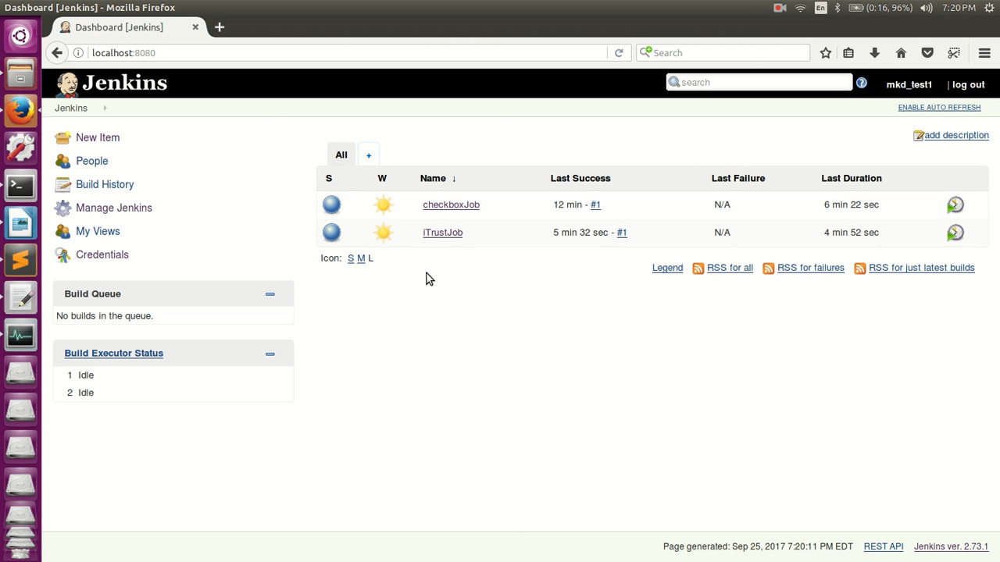 Dashboard [Jenkins] - Mozilla Firefox En (0:16, 96%) 7:20PM
Dashboard [Jenkins]
localhost:8080 Search
Jenkins search mkd_test1 | log out
Jenkins ENABLE AUTO REFRESH
add description
New Item
People
Build History
Manage Jenkins
My Views
Credentials
All +
S W Name ↓ Last Success Last Failure Last Duration
checkboxJob 12 min - #1 N/A 6 min 22 sec
iTrustJob 5 min 32 sec - #1 N/A 4 min 52 sec
Icon: S M L
Legend RSS for all RSS for failures RSS for just latest builds
Build Queue
No builds in the queue.
Build Executor Status
1 Idle
2 Idle
Page generated: Sep 25, 2017 7:20:11 PM EDT REST API Jenkins ver. 2.73.1